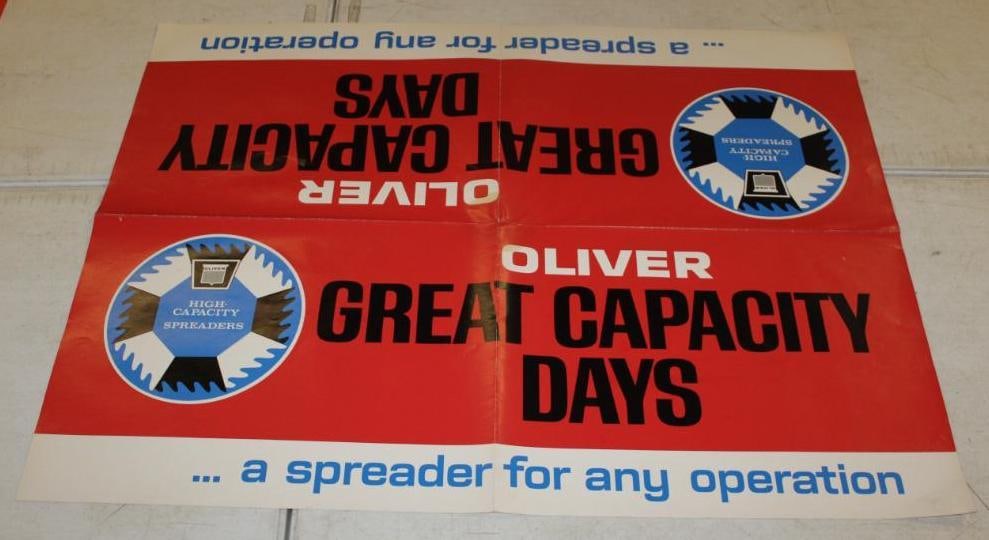 ... a spreader for any operation
GREAT CAPACITY
DAYS
OLIVER
OLIVER
HIGH-
CAPACITY
SPREADERS
OLIVER
GREAT CAPACITY
DAYS
OLIVER
HIGH-
CAPACITY
SPREADERS
... a spreader for any operation